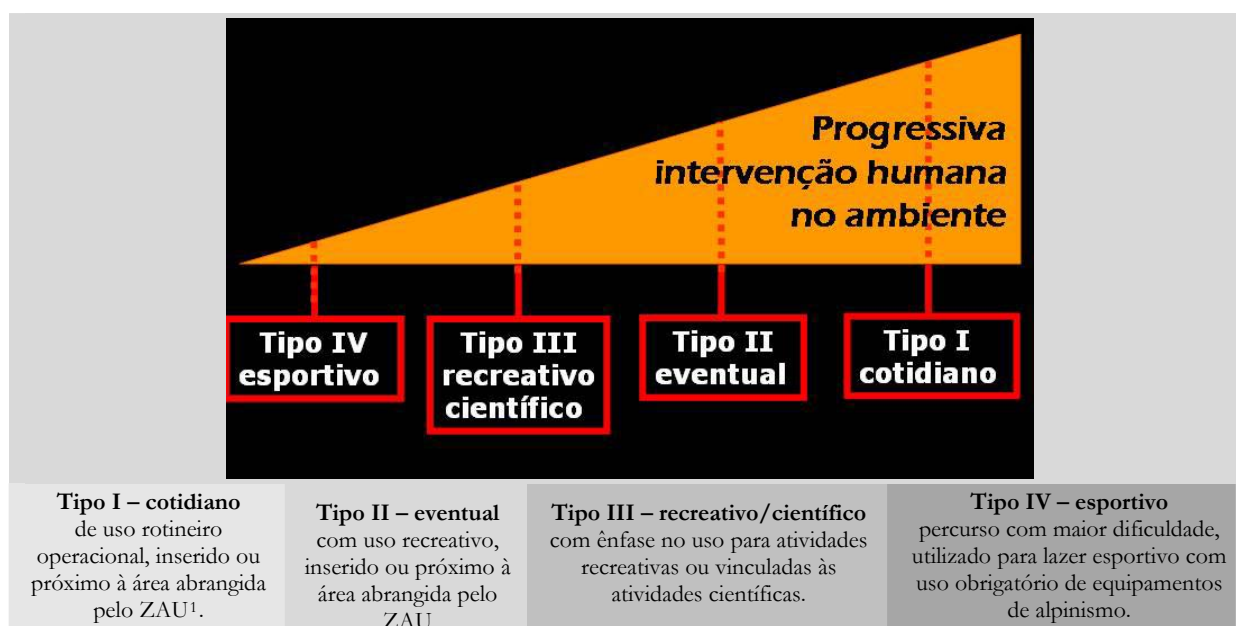 Progressiva
intervenção humana
no ambiente
Tipo IV
esportivo
Tipo III
recreativo
científico
Tipo II
eventual
Tipo I
cotidiano
Tipo I – cotidiano
de uso rotineiro
operacional, inserido ou
próximo à área abrangida
pelo ZAU¹.
Tipo II – eventual
com uso recreativo,
inserido ou próximo à
área abrangida pelo
ZAU
Tipo III – recreativo/científico
com ênfase no uso para atividades
recreativas ou vinculadas às
atividades científicas.
Tipo IV – esportivo
percurso com maior dificuldade,
utilizado para lazer esportivo com
uso obrigatório de equipamentos
de alpinismo.